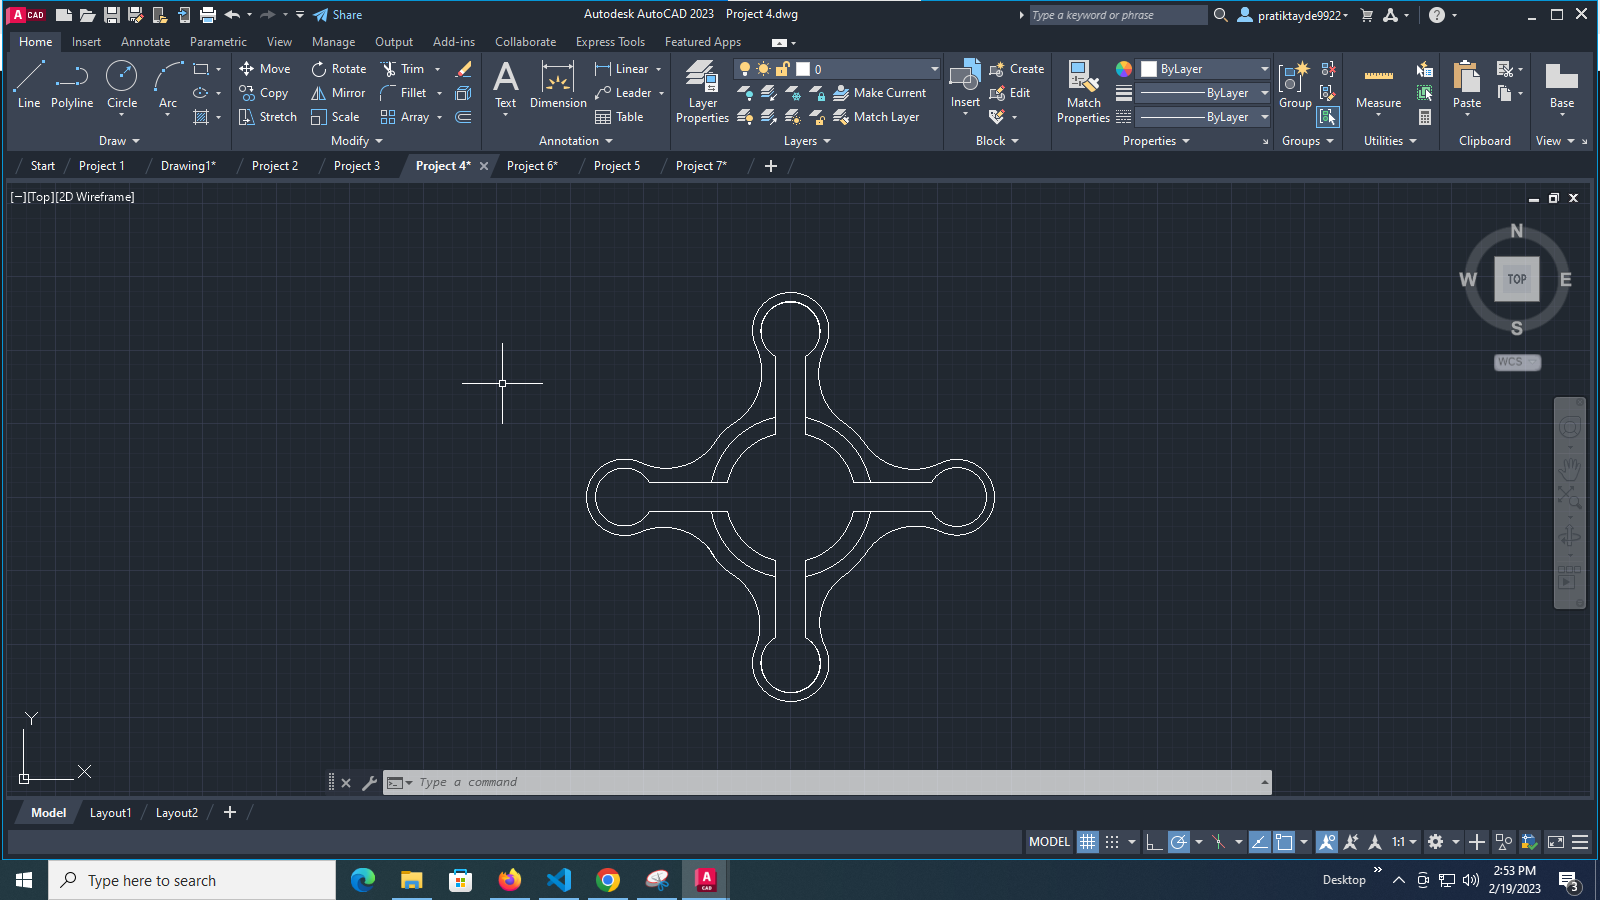 A CAD Share Autodesk AutoCAD 2023 Project 4.dwg Type a keyword or phrase pratiktayde9922
Home Insert Annotate Parametric View Manage Output Add-ins Collaborate Express Tools Featured Apps
Line Polyline Circle Arc
Move Rotate Trim
Copy Mirror Fillet
Stretch Scale Array
Text Dimension
Linear
Leader
Table
Layer Properties
0
Make Current
Match Layer
Insert
Create
Edit
Match Properties
ByLayer
ByLayer
ByLayer
Group
Measure
Paste
Base
Draw Modify Annotation Layers Block Properties Groups Utilities Clipboard View
Start Project 1 Drawing1* Project 2 Project 3 Project 4* Project 6* Project 5 Project 7*
[−][Top][2D Wireframe]
N
W TOP E
S
WCS
Y
X
Type a command
Model Layout1 Layout2
MODEL 1:1
Type here to search
A CAD
Desktop
2:53 PM
2/19/2023
3